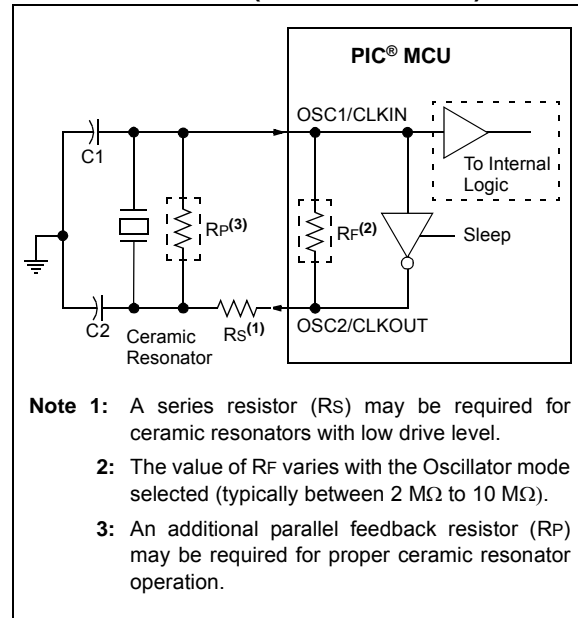 PIC® MCU
OSC1/CLKIN
C1
To Internal
Logic
RP(3)
RF(2)
Sleep
C2
Ceramic
Resonator
RS(1)
OSC2/CLKOUT
Note 1: A series resistor (RS) may be required for
ceramic resonators with low drive level.
2: The value of RF varies with the Oscillator mode
selected (typically between 2 MΩ to 10 MΩ).
3: An additional parallel feedback resistor (RP)
may be required for proper ceramic resonator
operation.